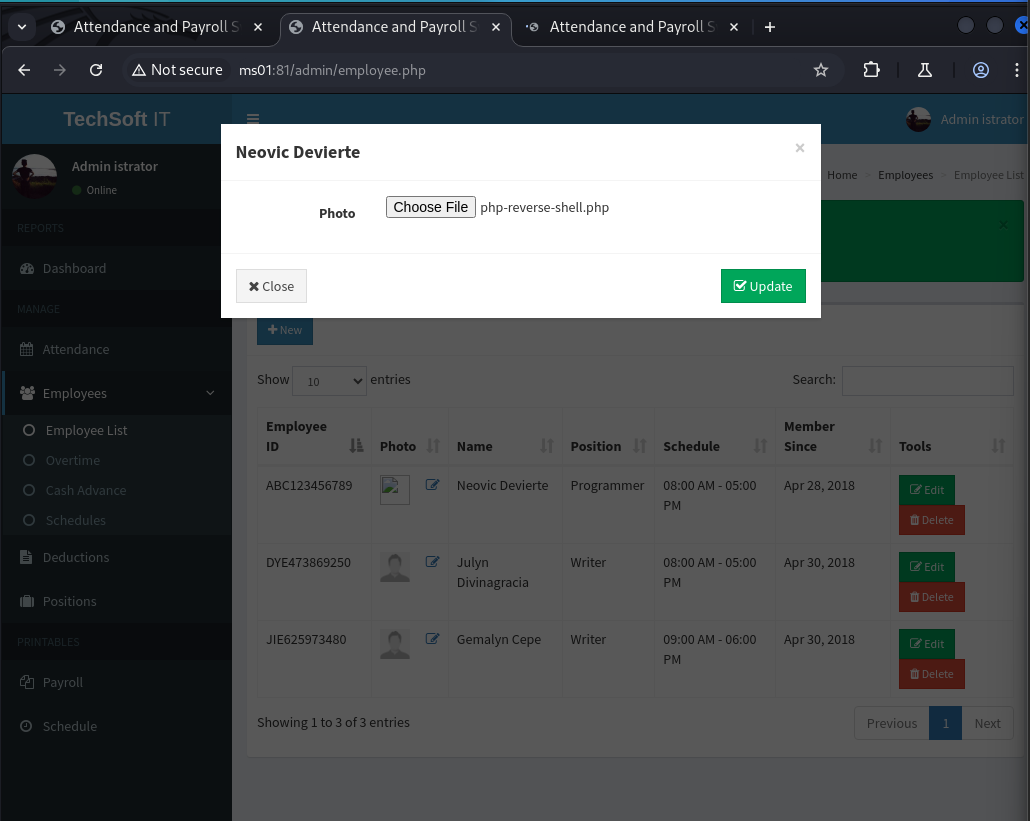 Attendance and Payroll S
Attendance and Payroll S
Attendance and Payroll S
Not secure
ms01:81/admin/employee.php
TechSoft IT
Admin istrator
Admin istrator
Online
Home
Employees
Employee List
REPORTS
Dashboard
MANAGE
Attendance
Employees
Employee List
Overtime
Cash Advance
Schedules
Deductions
Positions
PRINTABLES
Payroll
Schedule
Neovic Devierte
×
Photo
Choose File php-reverse-shell.php
Close
Update
×
New
Show 10 entries
Search:
Employee ID Photo Name Position Schedule Member Since Tools
ABC123456789 Neovic Devierte Programmer 08:00 AM - 05:00 PM Apr 28, 2018 Edit
Delete
DYE473869250 Julyn Divinagracia Writer 08:00 AM - 05:00 PM Apr 30, 2018 Edit
Delete
JIE625973480 Gemalyn Cepe Writer 09:00 AM - 06:00 PM Apr 30, 2018 Edit
Delete
Showing 1 to 3 of 3 entries
Previous 1 Next